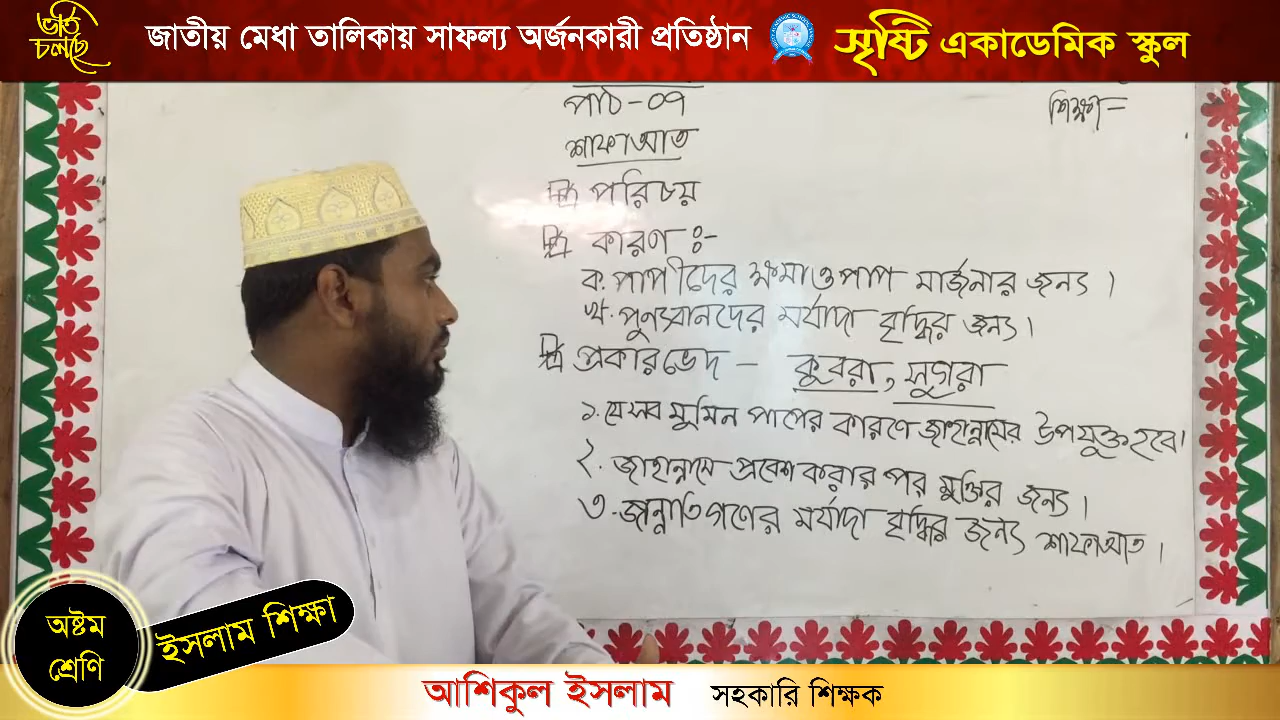 ভর্তি চলছে
জাতীয় মেধা তালিকায় সাফল্য অর্জনকারী প্রতিষ্ঠান
সৃষ্টি একাডেমিক স্কুল
পাঠ-০৭
শিক্ষা=
শাফাআত
পরিচয়
কারণ ঃ-
ক. পাপীদের ক্ষমা ও পাপ মার্জনার জন্য।
খ. পুণ্যবানদের মর্যাদা বৃদ্ধির জন্য।
প্রকারভেদ – কুবরা, সুগরা
১. যেসব মুমিন পাপের কারণে জাহান্নামের উপযুক্ত হবে।
২. জাহান্নামে প্রবেশ করার পর মুক্তির জন্য।
৩. জান্নাতিগণের মর্যাদা বৃদ্ধির জন্য শাফাআত।
অষ্টম
শ্রেণি
ইসলাম শিক্ষা
আশিকুল ইসলাম সহকারি শিক্ষক